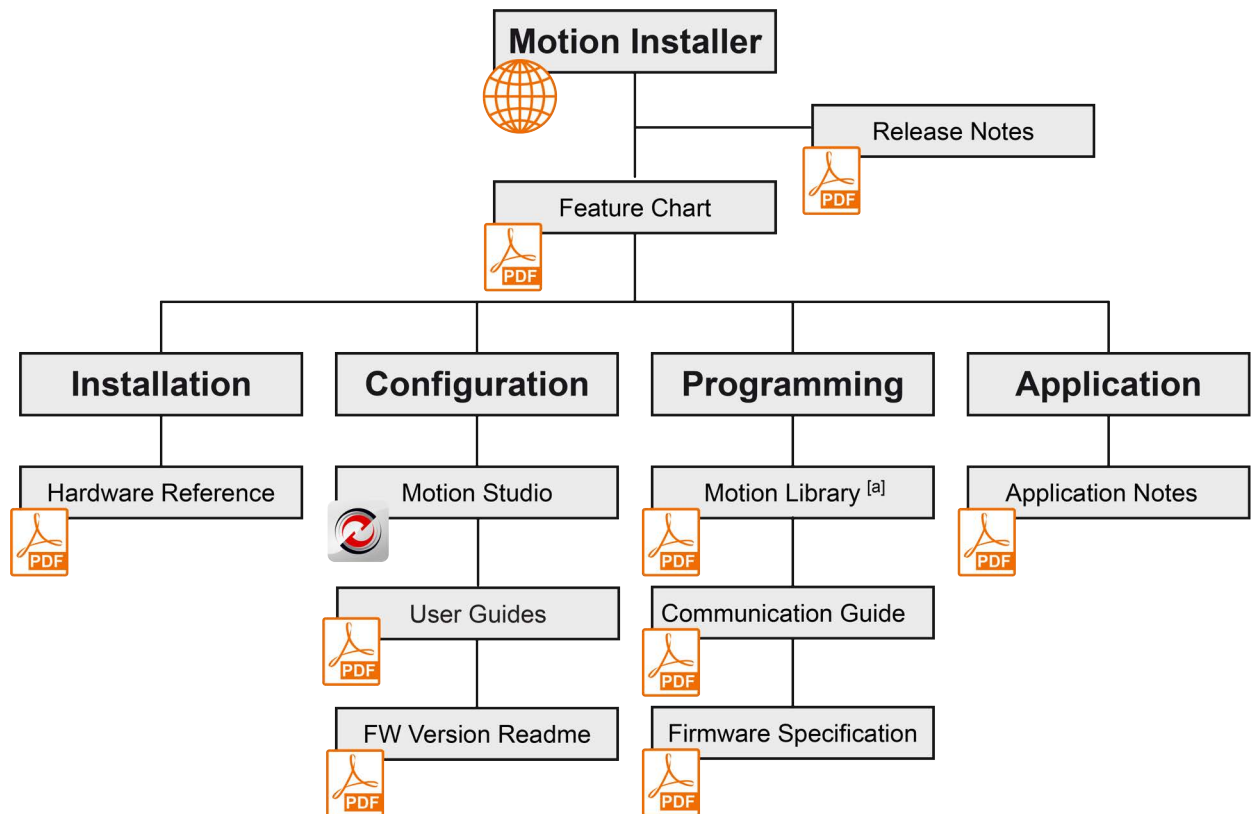 Motion Installer
Release Notes
PDF
Feature Chart
PDF
Installation
Configuration
Programming
Application
Hardware Reference
Motion Studio
Motion Library [a]
Application Notes
PDF
PDF
PDF
User Guides
Communication Guide
PDF
PDF
FW Version Readme
Firmware Specification
PDF
PDF